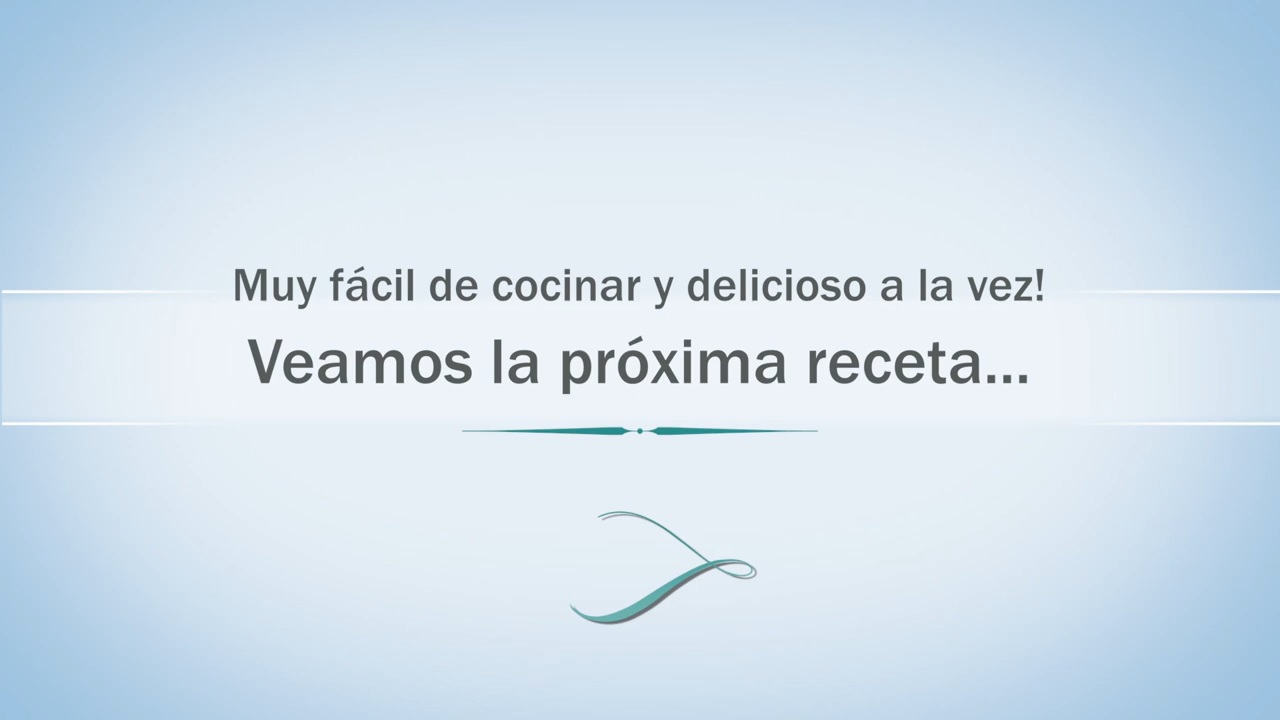 Muy fácil de cocinar y delicioso a la vez!
Veamos la próxima receta...